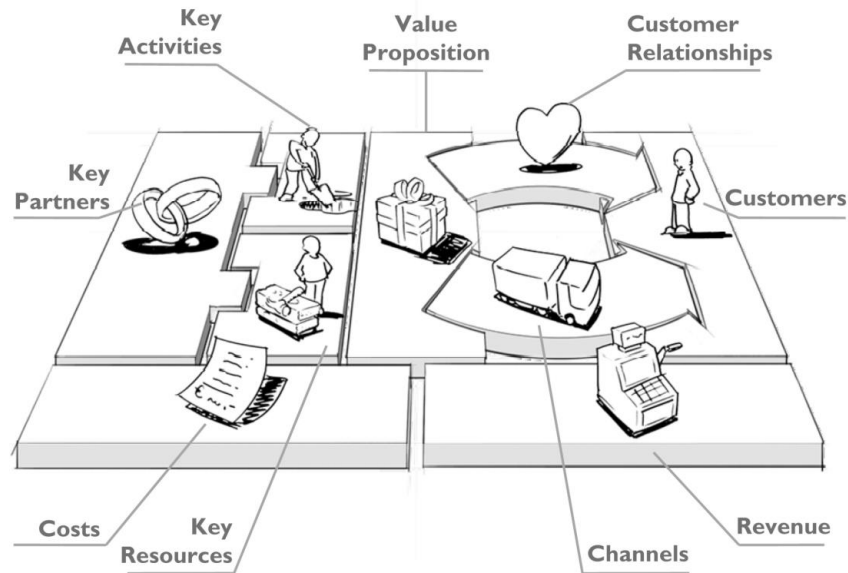 Key
Activities
Value
Proposition
Customer
Relationships
Key
Partners
Customers
Costs
Key
Resources
Channels
Revenue